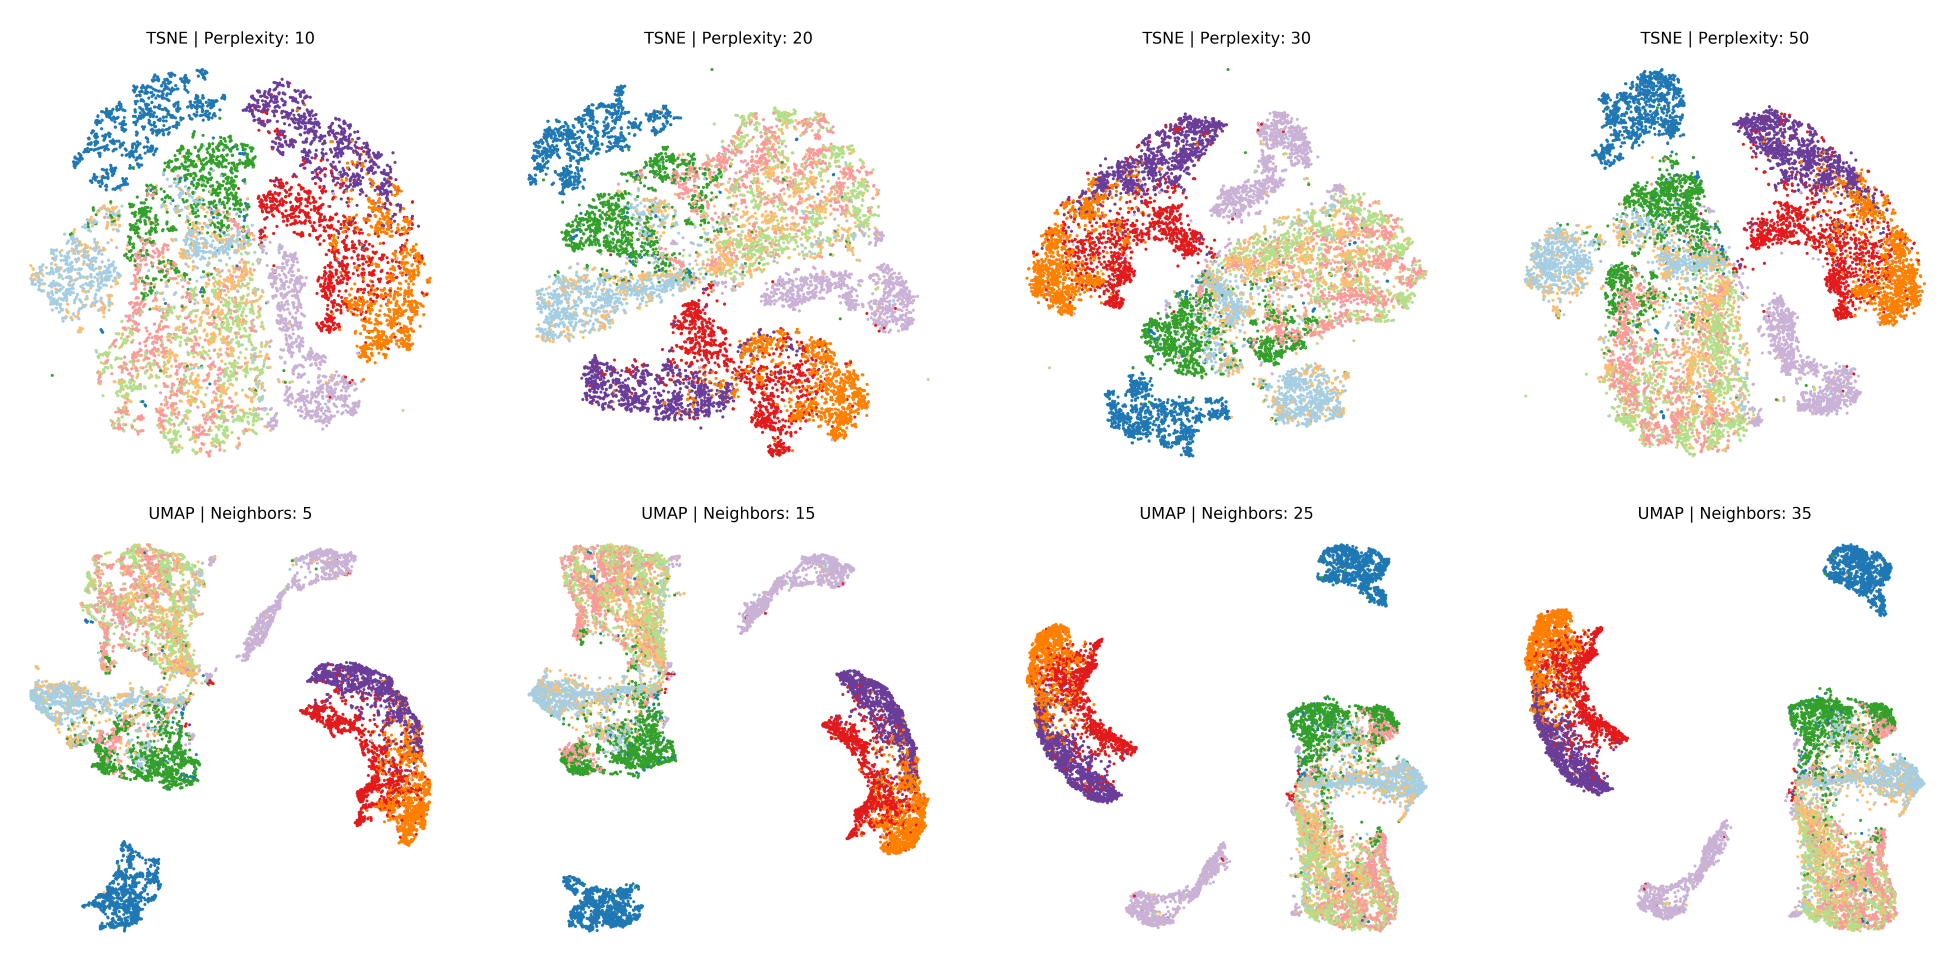 TSNE | Perplexity: 10
TSNE | Perplexity: 20
TSNE | Perplexity: 30
TSNE | Perplexity: 50
UMAP | Neighbors: 5
UMAP | Neighbors: 15
UMAP | Neighbors: 25
UMAP | Neighbors: 35